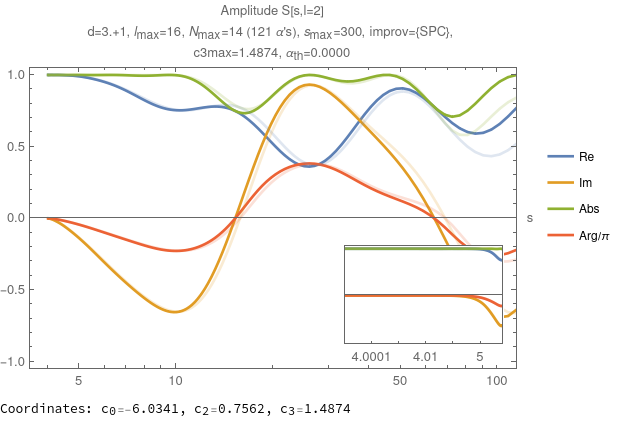 Amplitude S[s,l=2]
d=3.+1, lmax=16, Nmax=14 (121 α's), smax=300, improv={SPC},
c3max=1.4874, αth=0.0000
1.0
0.5
0.0
−0.5
−1.0
5
10
50
100
s
4.0001
4.01
5
Re
Im
Abs
Arg/π
Coordinates: c0=-6.0341, c2=0.7562, c3=1.4874